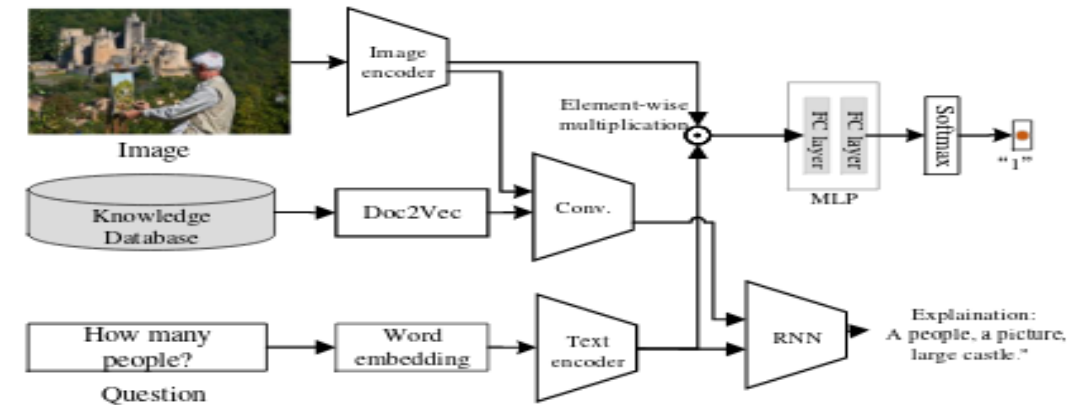 Image
encoder
Element-wise
multiplication
FC layer
FC layer
MLP
Softmax
"1"
Image
Knowledge
Database
Doc2Vec
Conv.
How many
people?
Question
Word
embedding
Text
encoder
RNN
Explaination:
A people, a picture,
large castle."